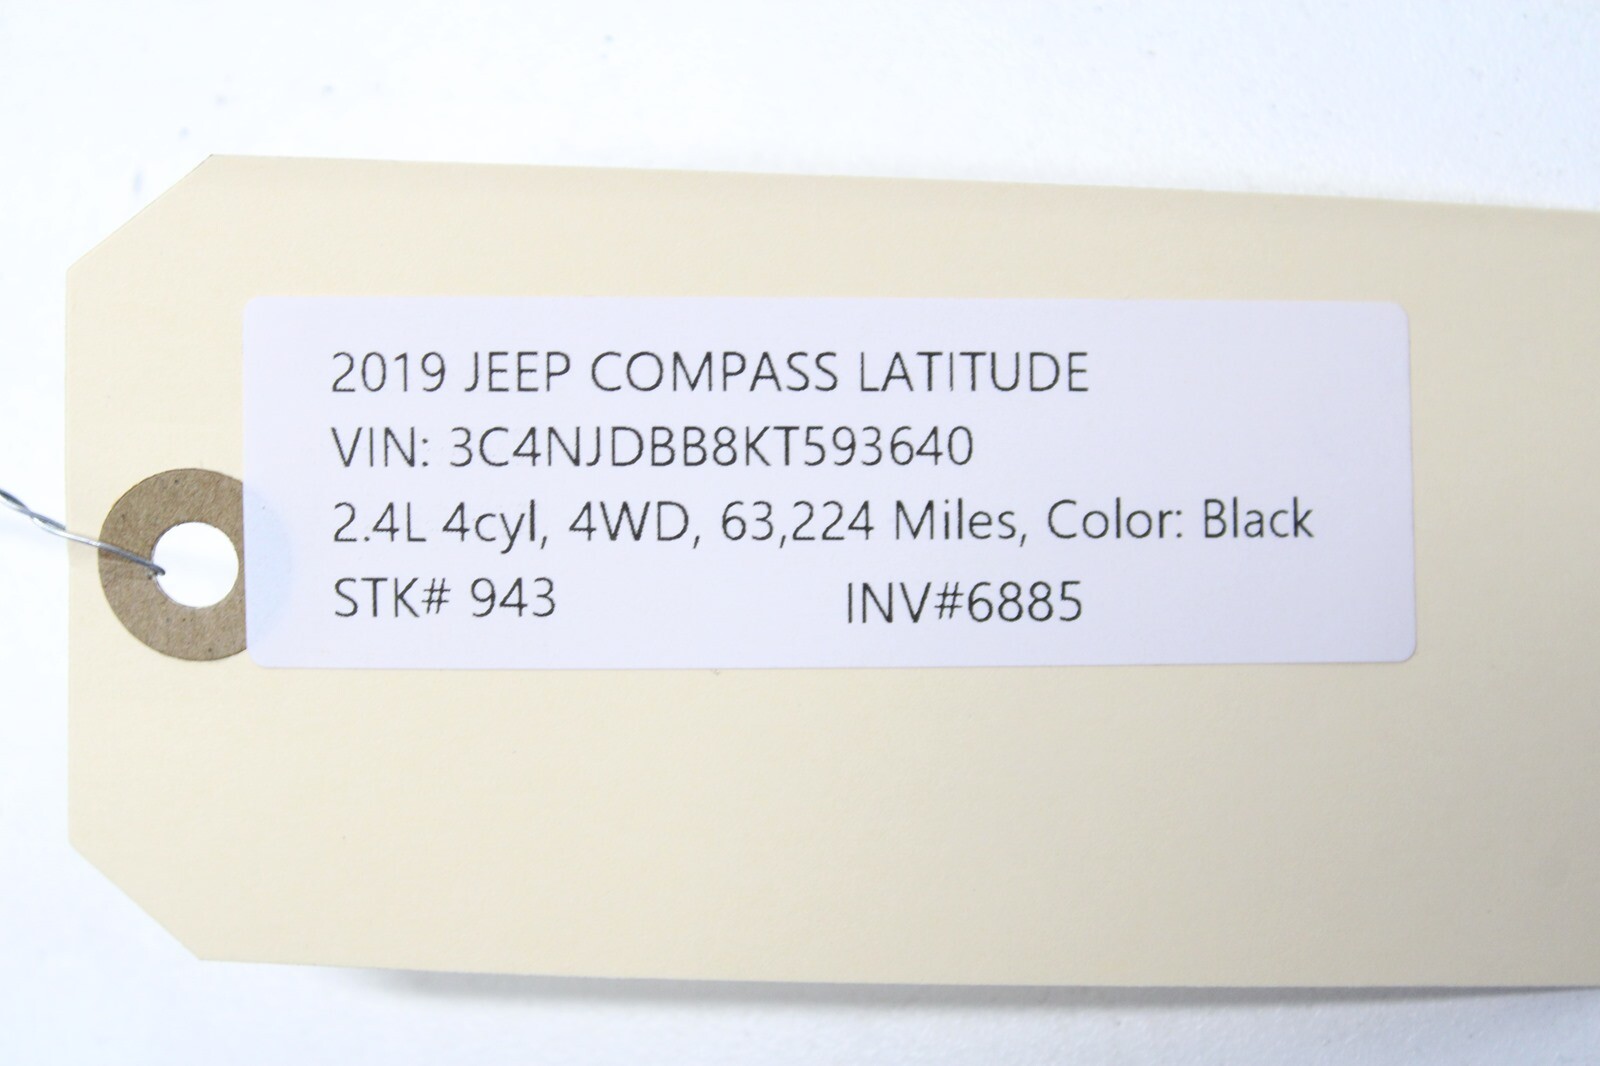 2019 JEEP COMPASS LATITUDE
VIN: 3C4NJDBB8KT593640
2.4L 4cyl, 4WD, 63,224 Miles, Color: Black
STK# 943 INV#6885